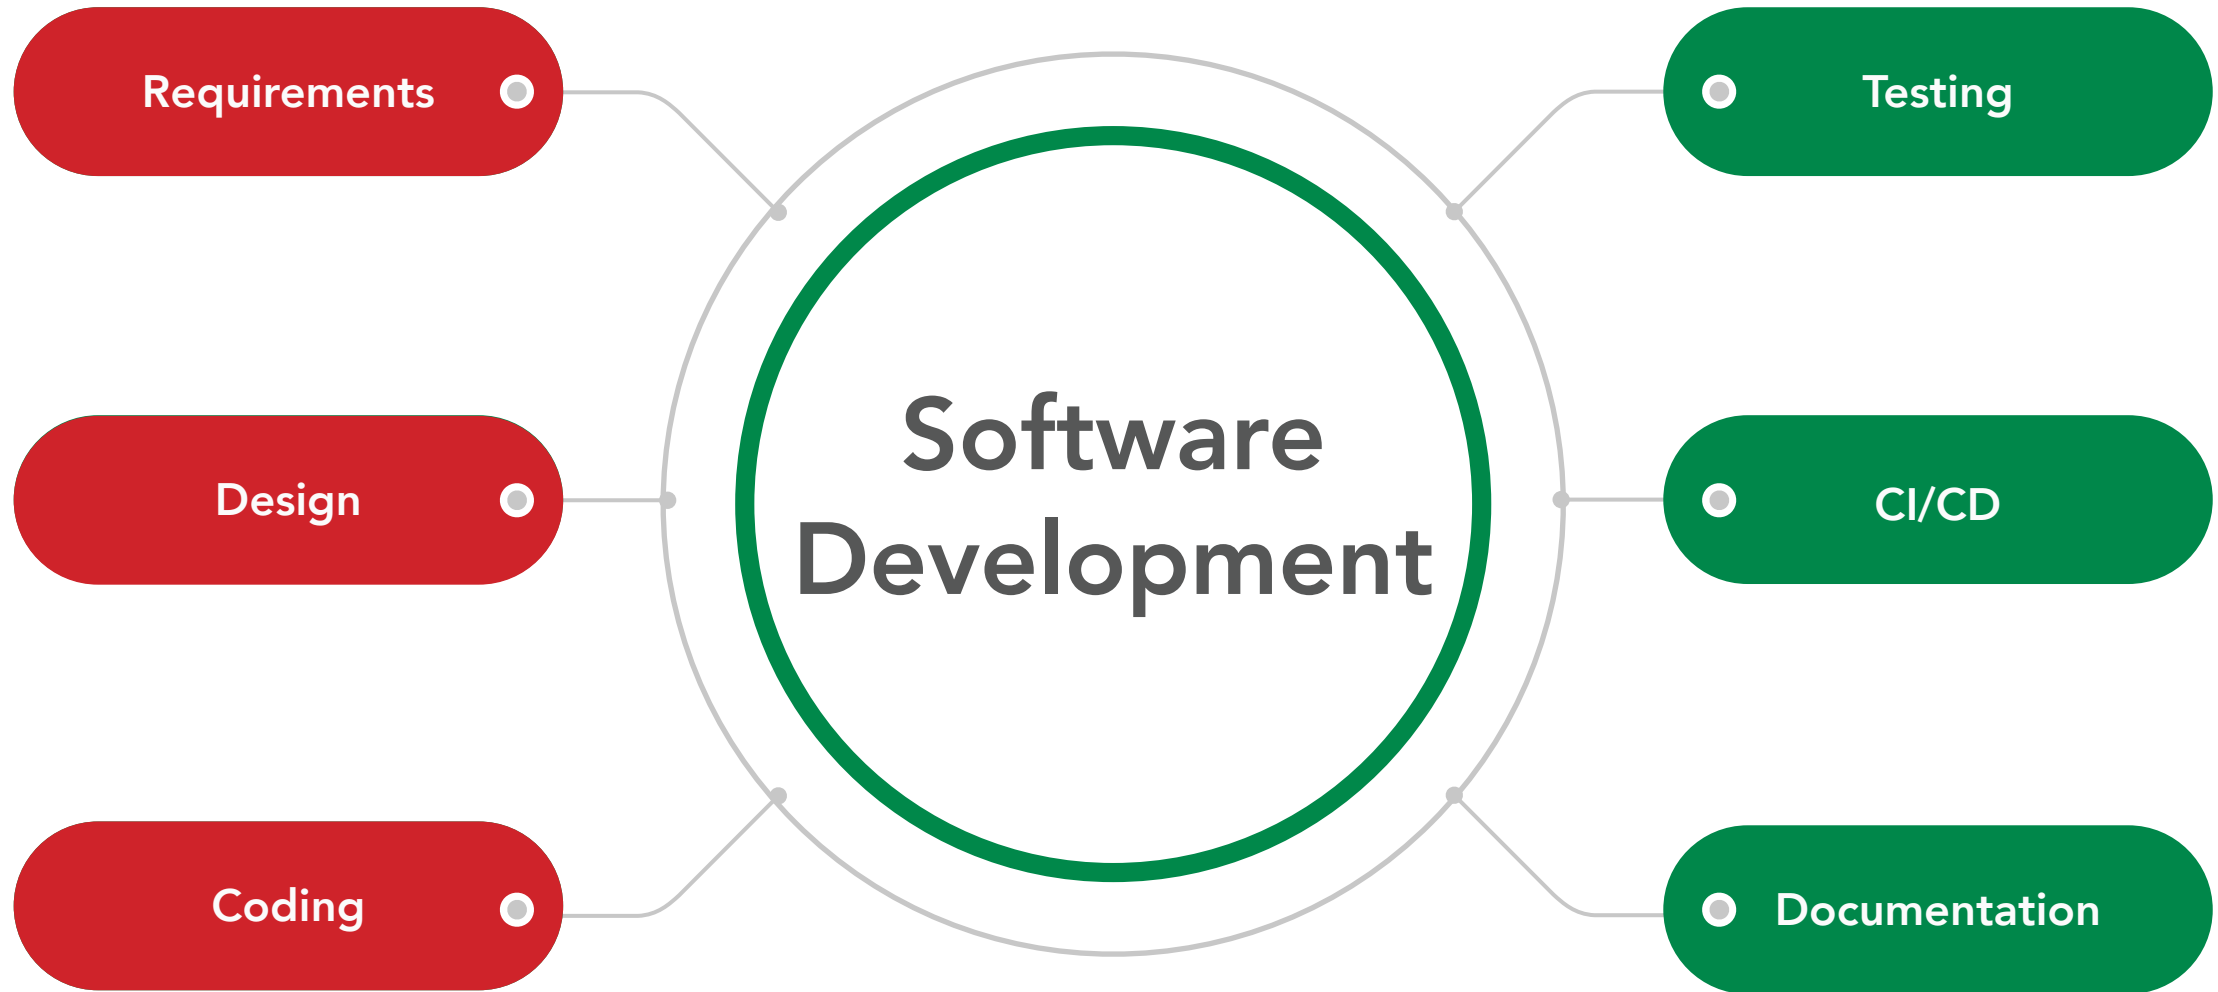 Requirements
Design
Coding
Software
Development
Testing
CI/CD
Documentation